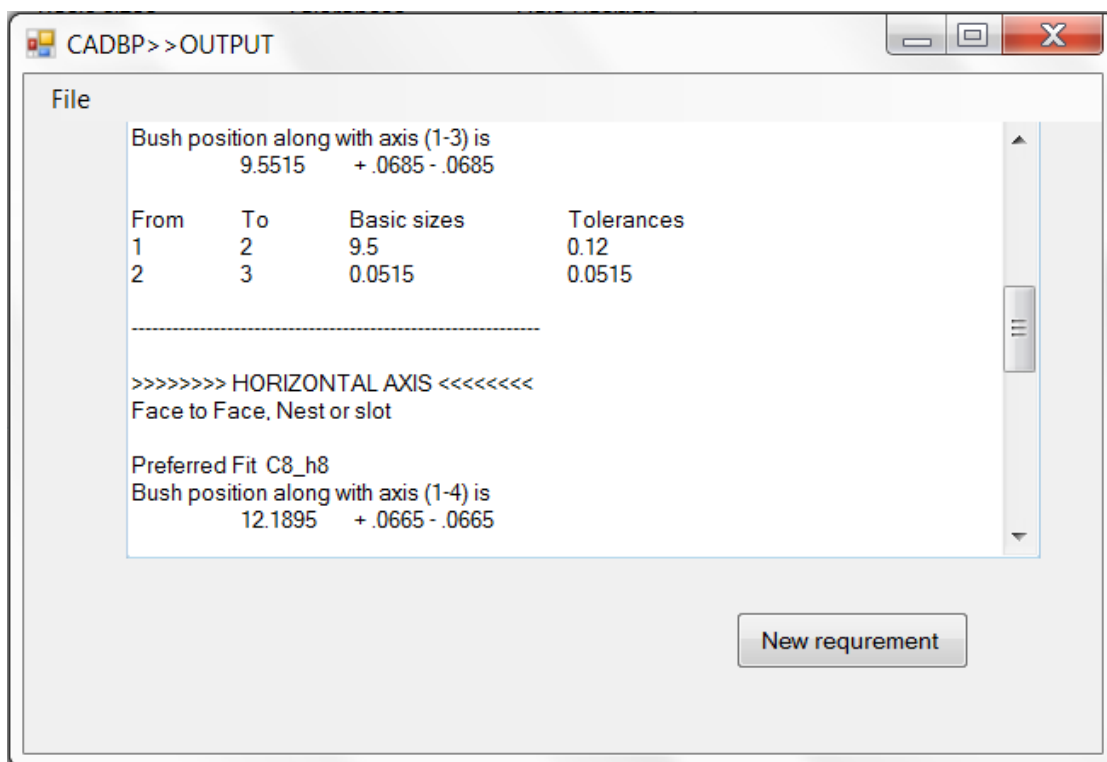 CADBP>>OUTPUT
File
Bush position along with axis (1-3) is
9.5515 + .0685 - .0685
From To Basic sizes Tolerances
1 2 9.5 0.12
2 3 0.0515 0.0515
------------------------------------------------------------
>>>>>>>> HORIZONTAL AXIS <<<<<<<<
Face to Face, Nest or slot
Preferred Fit C8_h8
Bush position along with axis (1-4) is
12.1895 + .0665 - .0665
New requrement